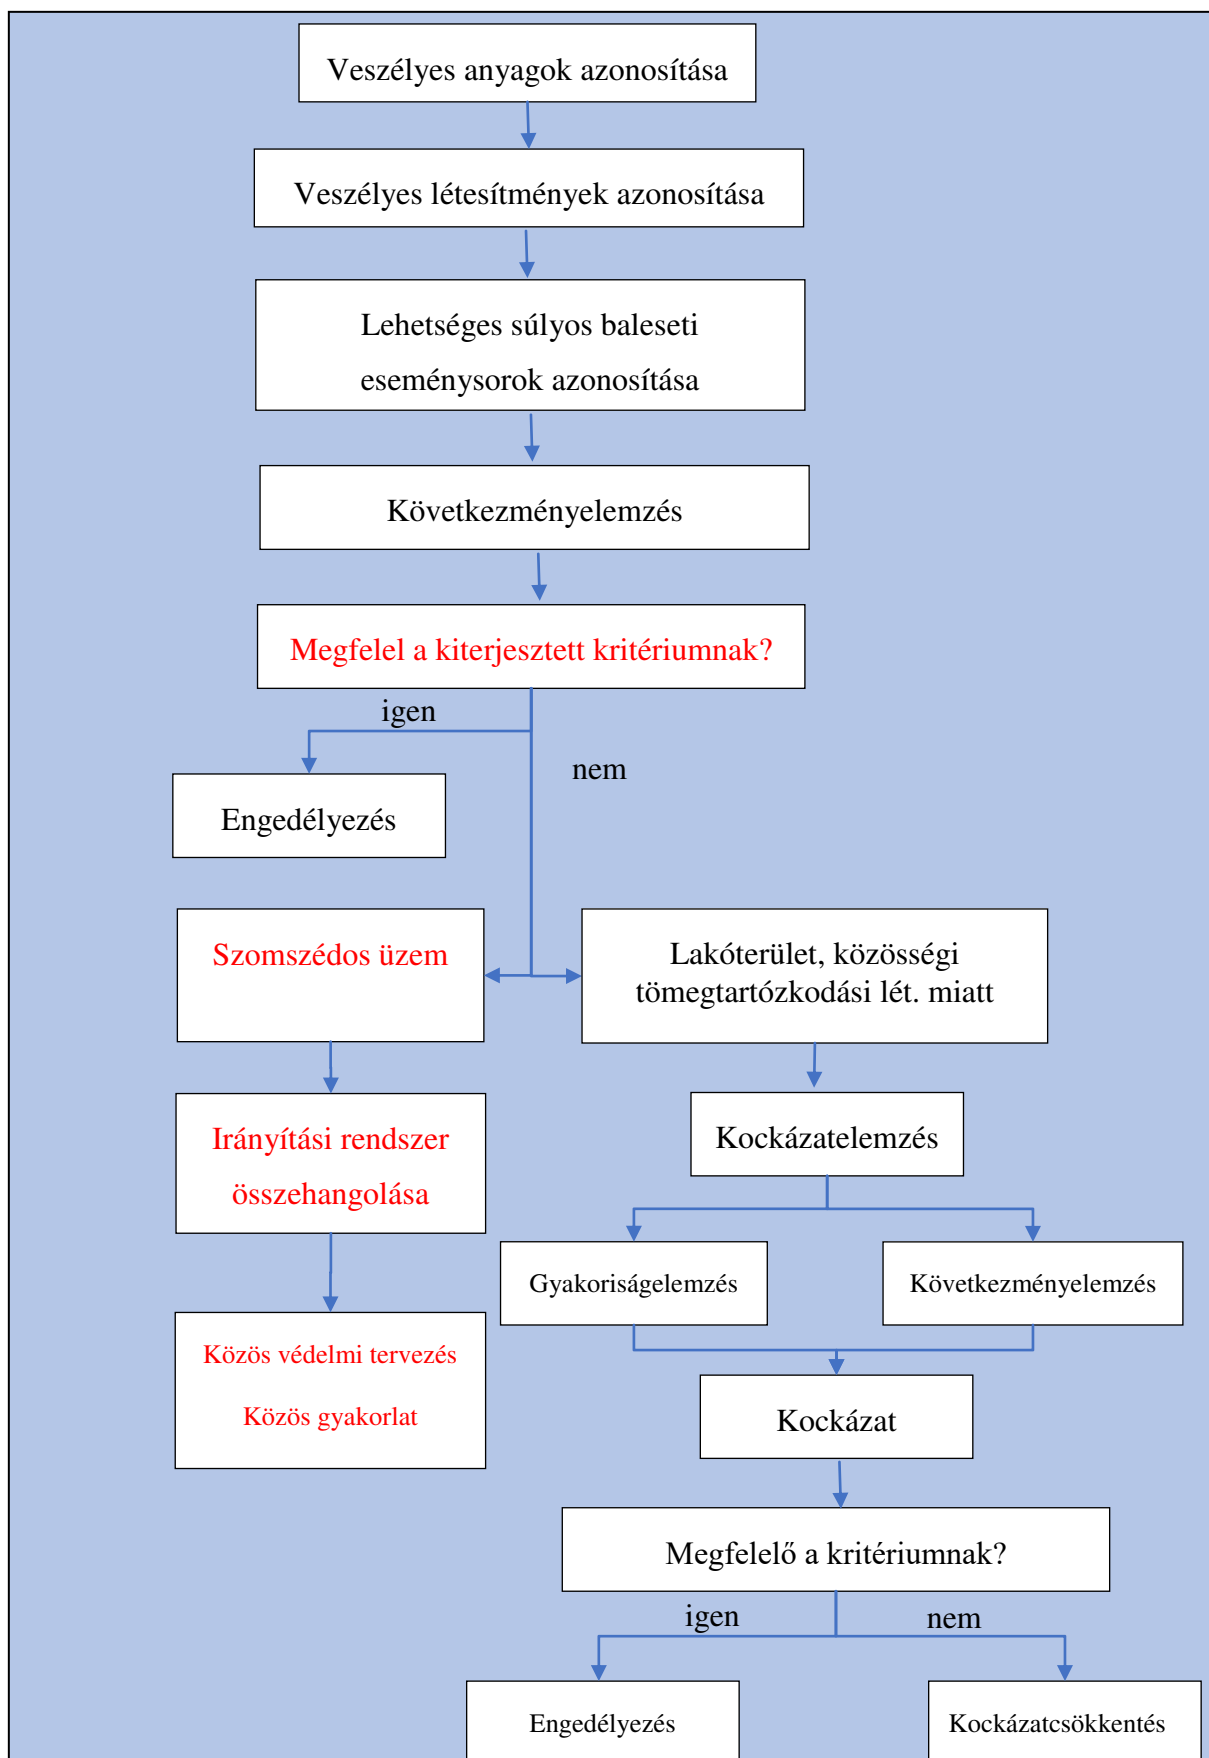 Veszélyes anyagok azonosítása
Veszélyes létesítmények azonosítása
Lehetséges súlyos baleseti
eseménysorok azonosítása
Következményelemzés
Megfelel a kiterjesztett kritériumnak?
igen
nem
Engedélyezés
Szomszédos üzem
Lakóterület, közösségi
tömegtartózkodási lét. miatt
Irányítási rendszer
összehangolása
Kockázatelemzés
Gyakoriságelemzés
Következményelemzés
Közös védelmi tervezés
Közös gyakorlat
Kockázat
Megfelelő a kritériumnak?
igen
nem
Engedélyezés
Kockázatcsökkentés